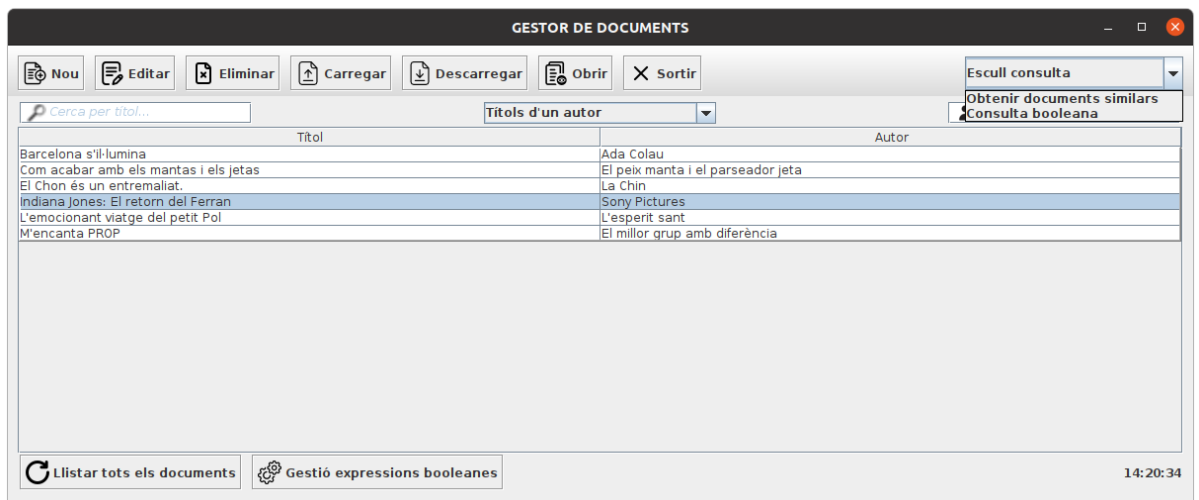 GESTOR DE DOCUMENTS
Nou Editar Eliminar Carregar Descarregar Obrir Sortir Escull consulta
Obtenir documents similars
Consulta booleana
Cerca per títol... Títols d'un autor
Títol Autor
Barcelona s'il·lumina Ada Colau
Com acabar amb els mantas i els jetas El peix manta i el parseador jeta
El Chon és un entremaliat. La Chin
Indiana Jones: El retorn del Ferran Sony Pictures
L'emocionant viatge del petit Pol L'esperit sant
M'encanta PROP El millor grup amb diferència
Llistar tots els documents Gestió expressions booleanes 14:20:34